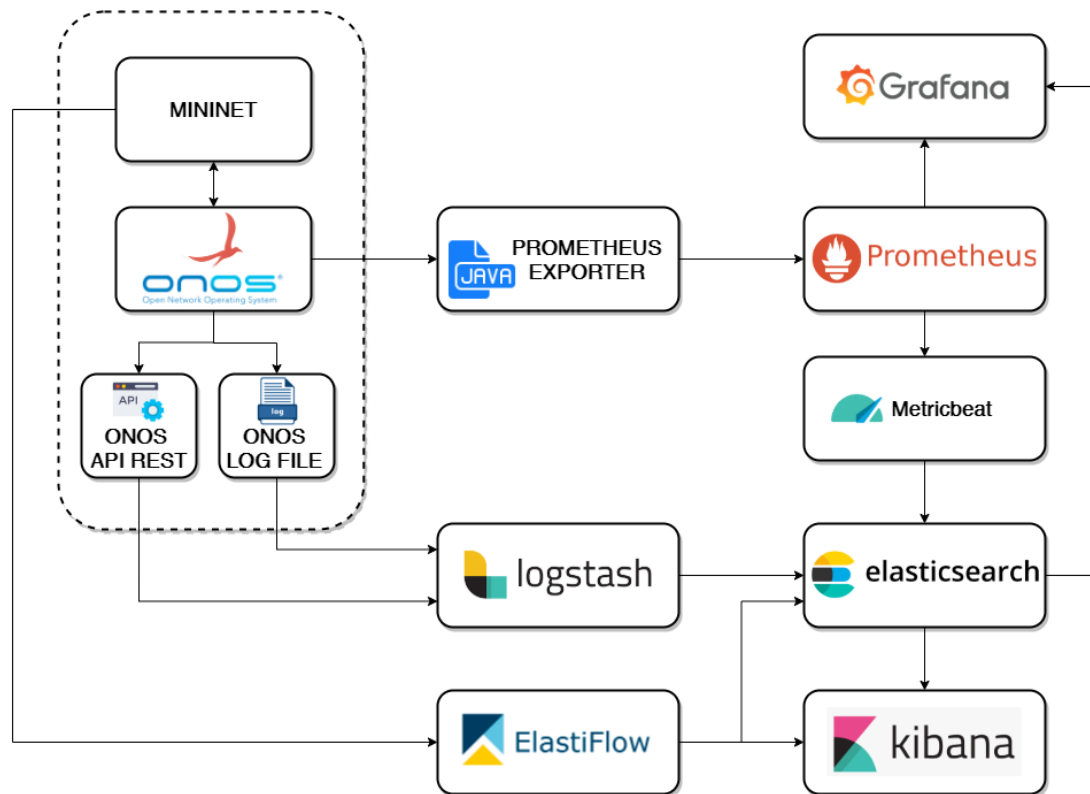 MININET
Grafana
onos®
Open Network Operating System
JAVA
PROMETHEUS
EXPORTER
Prometheus
API
ONOS
API REST
log
ONOS
LOG FILE
Metricbeat
logstash
elasticsearch
ElastiFlow
kibana